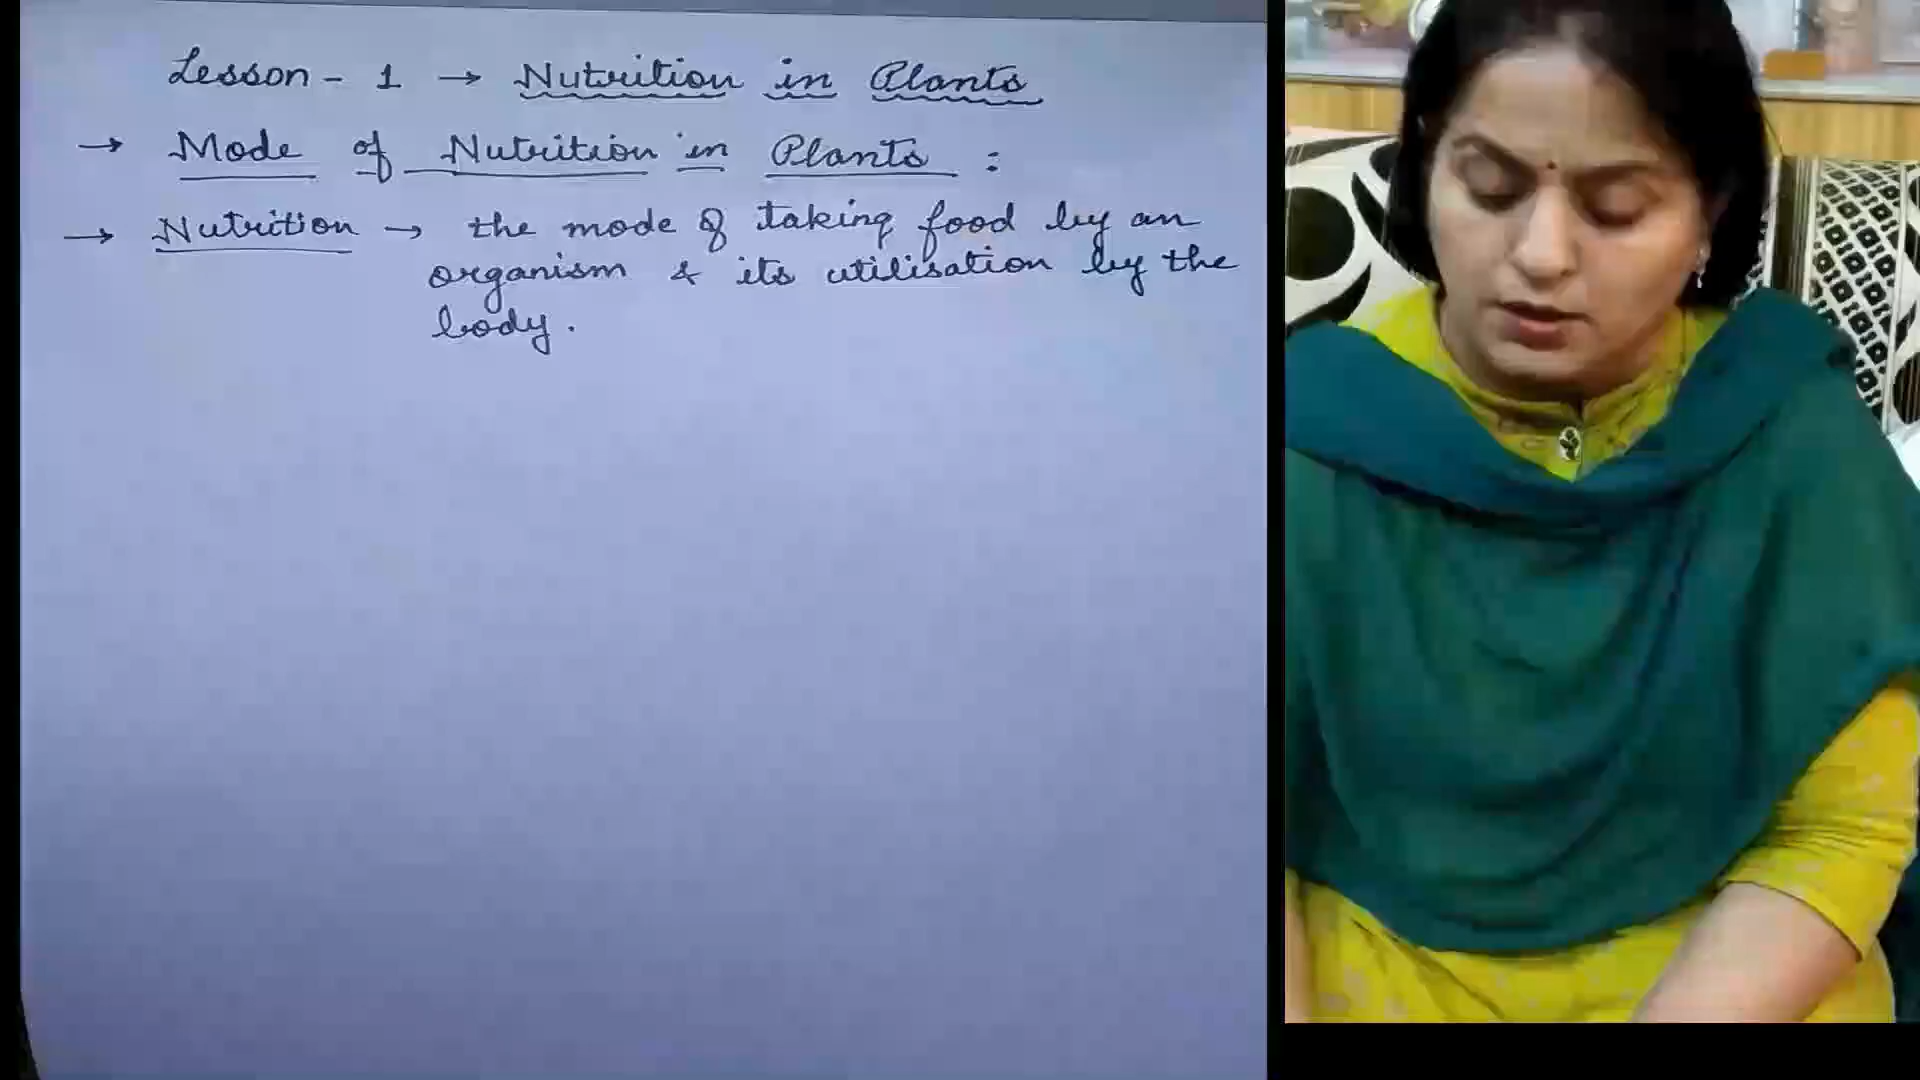 Lesson - 1 → Nutrition in Plants
→ Mode of Nutrition in Plants :
→ Nutrition → the mode of taking food by an
organism & its utilisation by the
body.